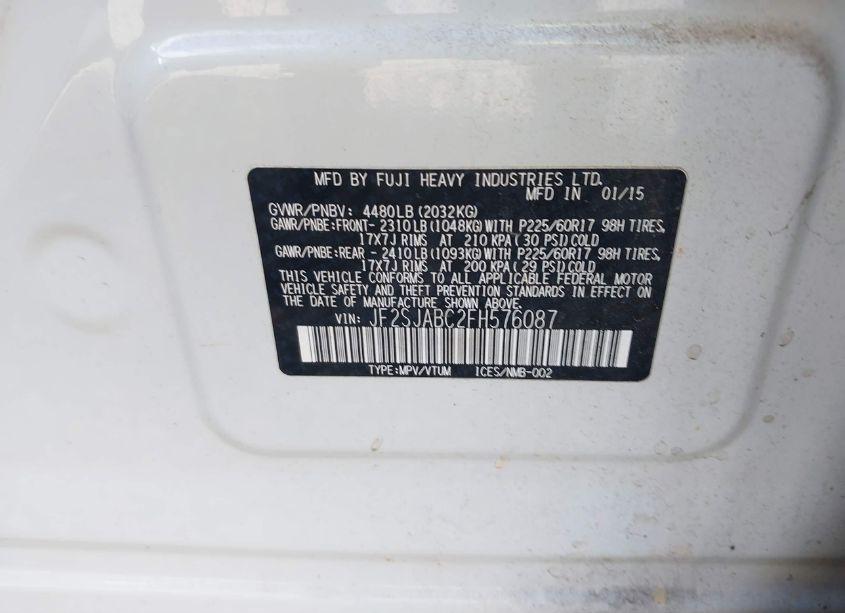 MFD BY FUJI HEAVY INDUSTRIES LTD.
MFD IN 01/15
GVWR/PNBV: 4480LB (2032KG)
GAWR/PNBE:FRONT- 2310LB (1048KG) WITH P225/60R17 98H TIRES,
17X7J RIMS AT 210 KPA (30 PSI) COLD
GAWR/PNBE:REAR - 2410LB (1093KG) WITH P225/60R17 98H TIRES,
17X7J RIMS AT 200 KPA (29 PSI) COLD
THIS VEHICLE CONFORMS TO ALL APPLICABLE FEDERAL MOTOR
VEHICLE SAFETY AND THEFT PREVENTION STANDARDS IN EFFECT ON
THE DATE OF MANUFACTURE SHOWN ABOVE.
VIN: JF2SJABC2FH576087
TYPE:MPV/VTUM ICES/NMB-002